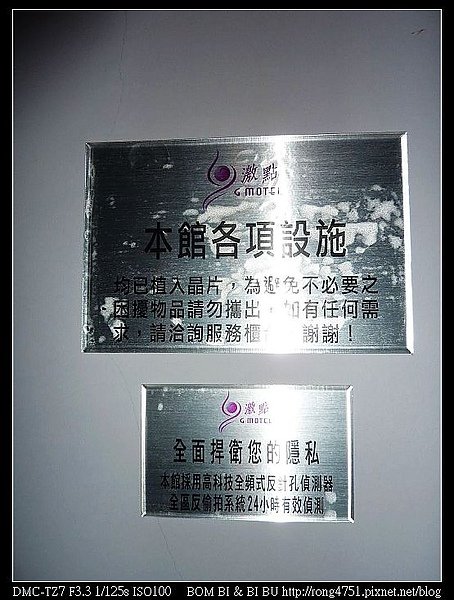 激點
G MOTEL
本館各項設施
均已植入晶片，為避免不必要之
困擾物品請勿攜出，如有任何需
求，請洽詢服務櫃 謝謝！
激點
G MOTEL
全面捍衛您的隱私
本館採用高科技全頻式反針孔偵測器
全區反偷拍系統24小時有效偵測
DMC-T27 F3.3 1/125s ISO100 BOM BI & BI BU http://rong4751.pixnet.net/blog